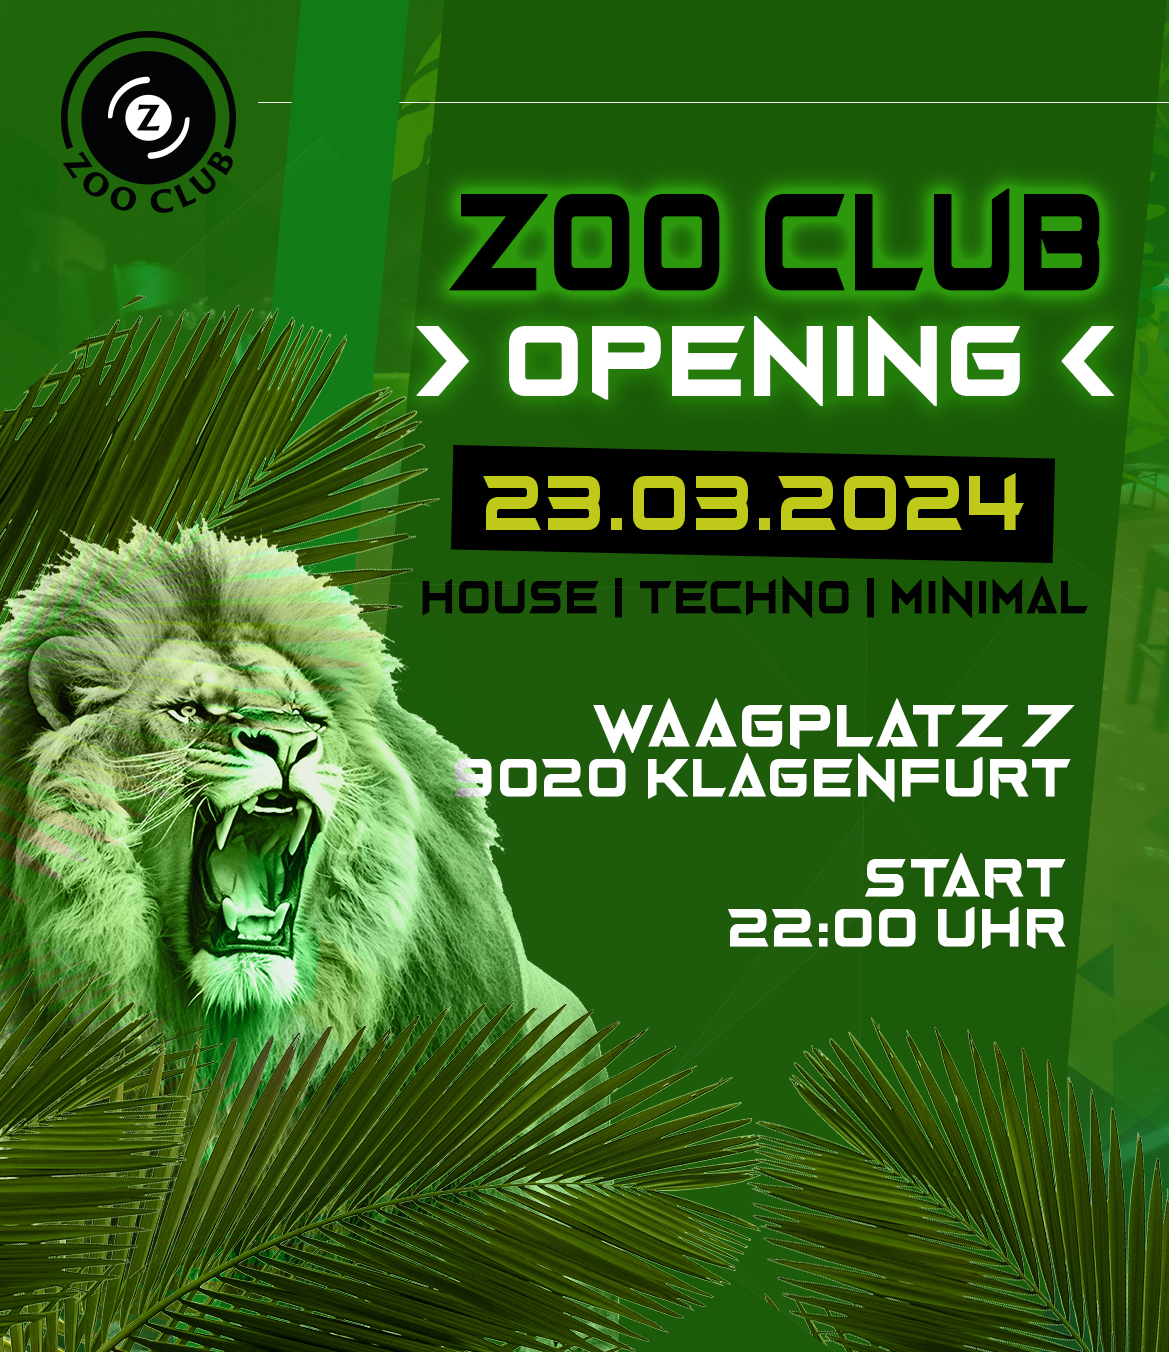 Z
ZOO CLUB
ZOO CLUB
> OPENING <
23.03.2024
HOUSE | TECHNO | MINIMAL
WAAGPLATZ 7
9020 KLAGENFURT
START
22:00 UHR